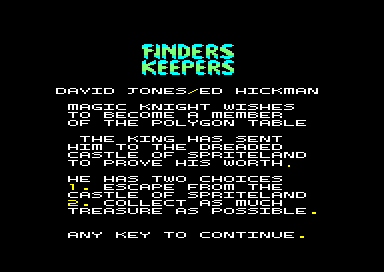 FINDERS
KEEPERS
DAVID JONES/ED HICKMAN
MAGIC KNIGHT WISHES
TO BECOME A MEMBER
OF THE POLYGON TABLE
THE KING HAS SENT
HIM TO THE DREADED
CASTLE OF SPRITELAND
TO PROVE HIS WORTH.
HE HAS TWO CHOICES
1. ESCAPE FROM THE
CASTLE OF SPRITELAND
2. COLLECT AS MUCH
TREASURE AS POSSIBLE.
ANY KEY TO CONTINUE.